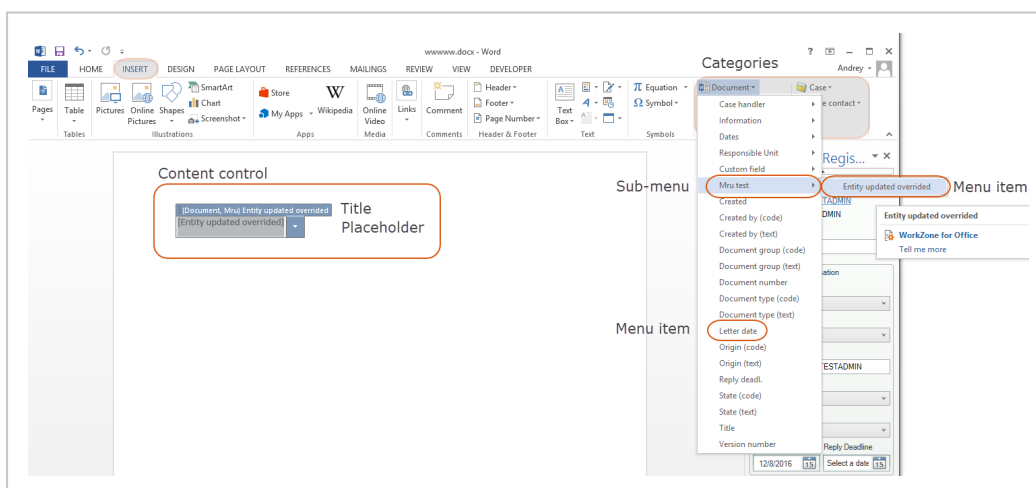 wwwww.docx - Word
?
Categories
FILE HOME INSERT DESIGN PAGE LAYOUT REFERENCES MAILINGS REVIEW VIEW DEVELOPER
Andrey
Pages
Table
Tables
Pictures
Online Pictures
Shapes
SmartArt
Chart
Screenshot
Illustrations
Store
My Apps
Wikipedia
Apps
Online Video
Media
Links
Comment
Comments
Header
Footer
Page Number
Header & Footer
Text Box
Text
Equation
Symbol
Symbols
Document
Case
e contact
Case handler
Information
Dates
Responsible Unit
Custom field
Mru test
Created
Created by (code)
Created by (text)
Document group (code)
Document group (text)
Document number
Document type (code)
Document type (text)
Letter date
Origin (code)
Origin (text)
Reply deadl.
State (code)
State (text)
Title
Version number
Content control
[Document, Mru] Entity updated overrided
[Entity updated overrided]
Title
Placeholder
Sub-menu
Menu item
Regis...
Entity updated overrided
Menu item
TADMIN
DMIN
Entity updated overrided
WorkZone for Office
Tell me more
ation
TESTADMIN
Reply Deadline
12/8/2016 15 Select a date 15